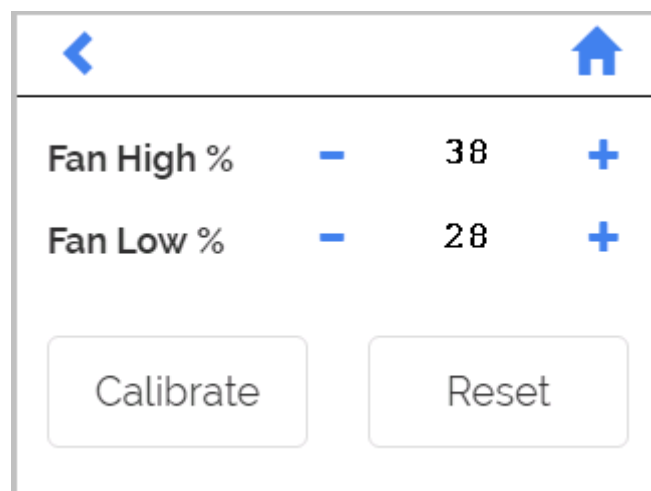 Fan High % - 38 +
Fan Low % - 28 +
Calibrate Reset